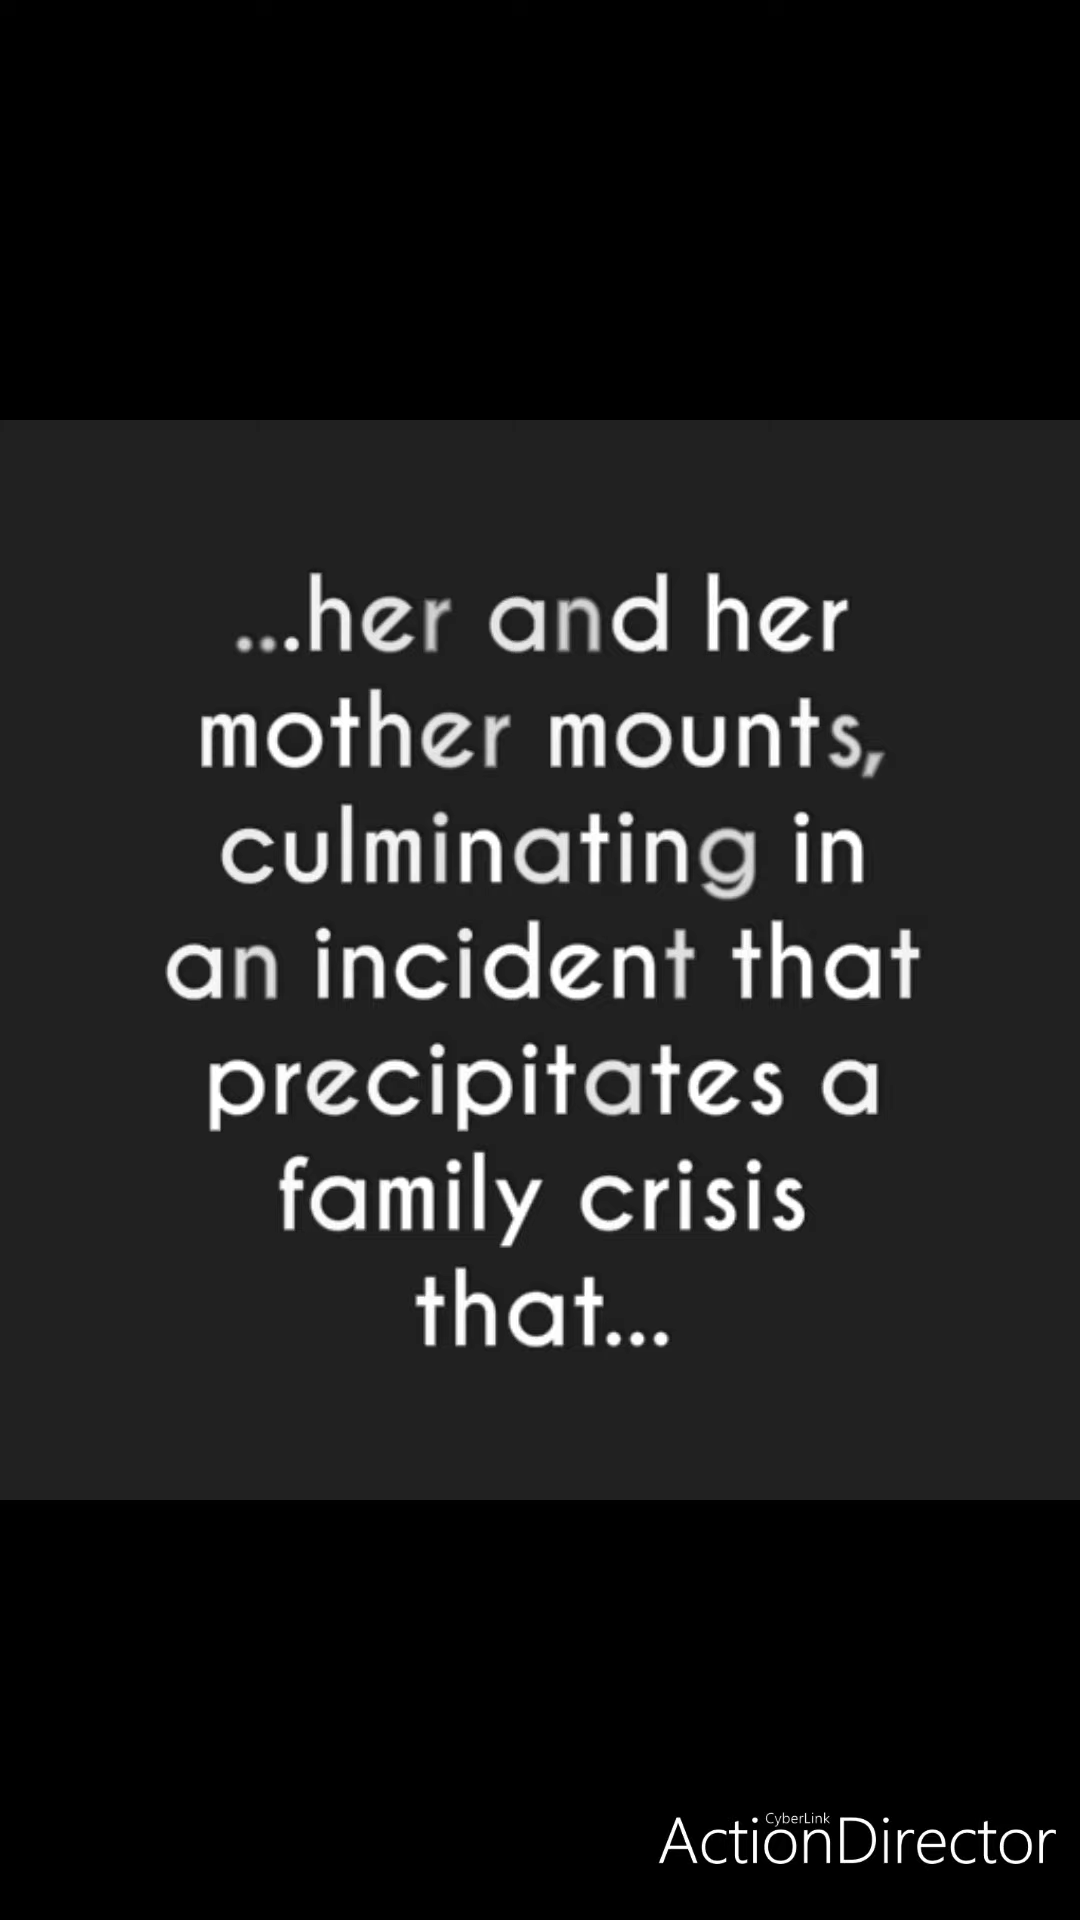 ...her and her
mother mounts,
culminating in
an incident that
precipitates a
family crisis
that...
CyberLink
ActionDirector